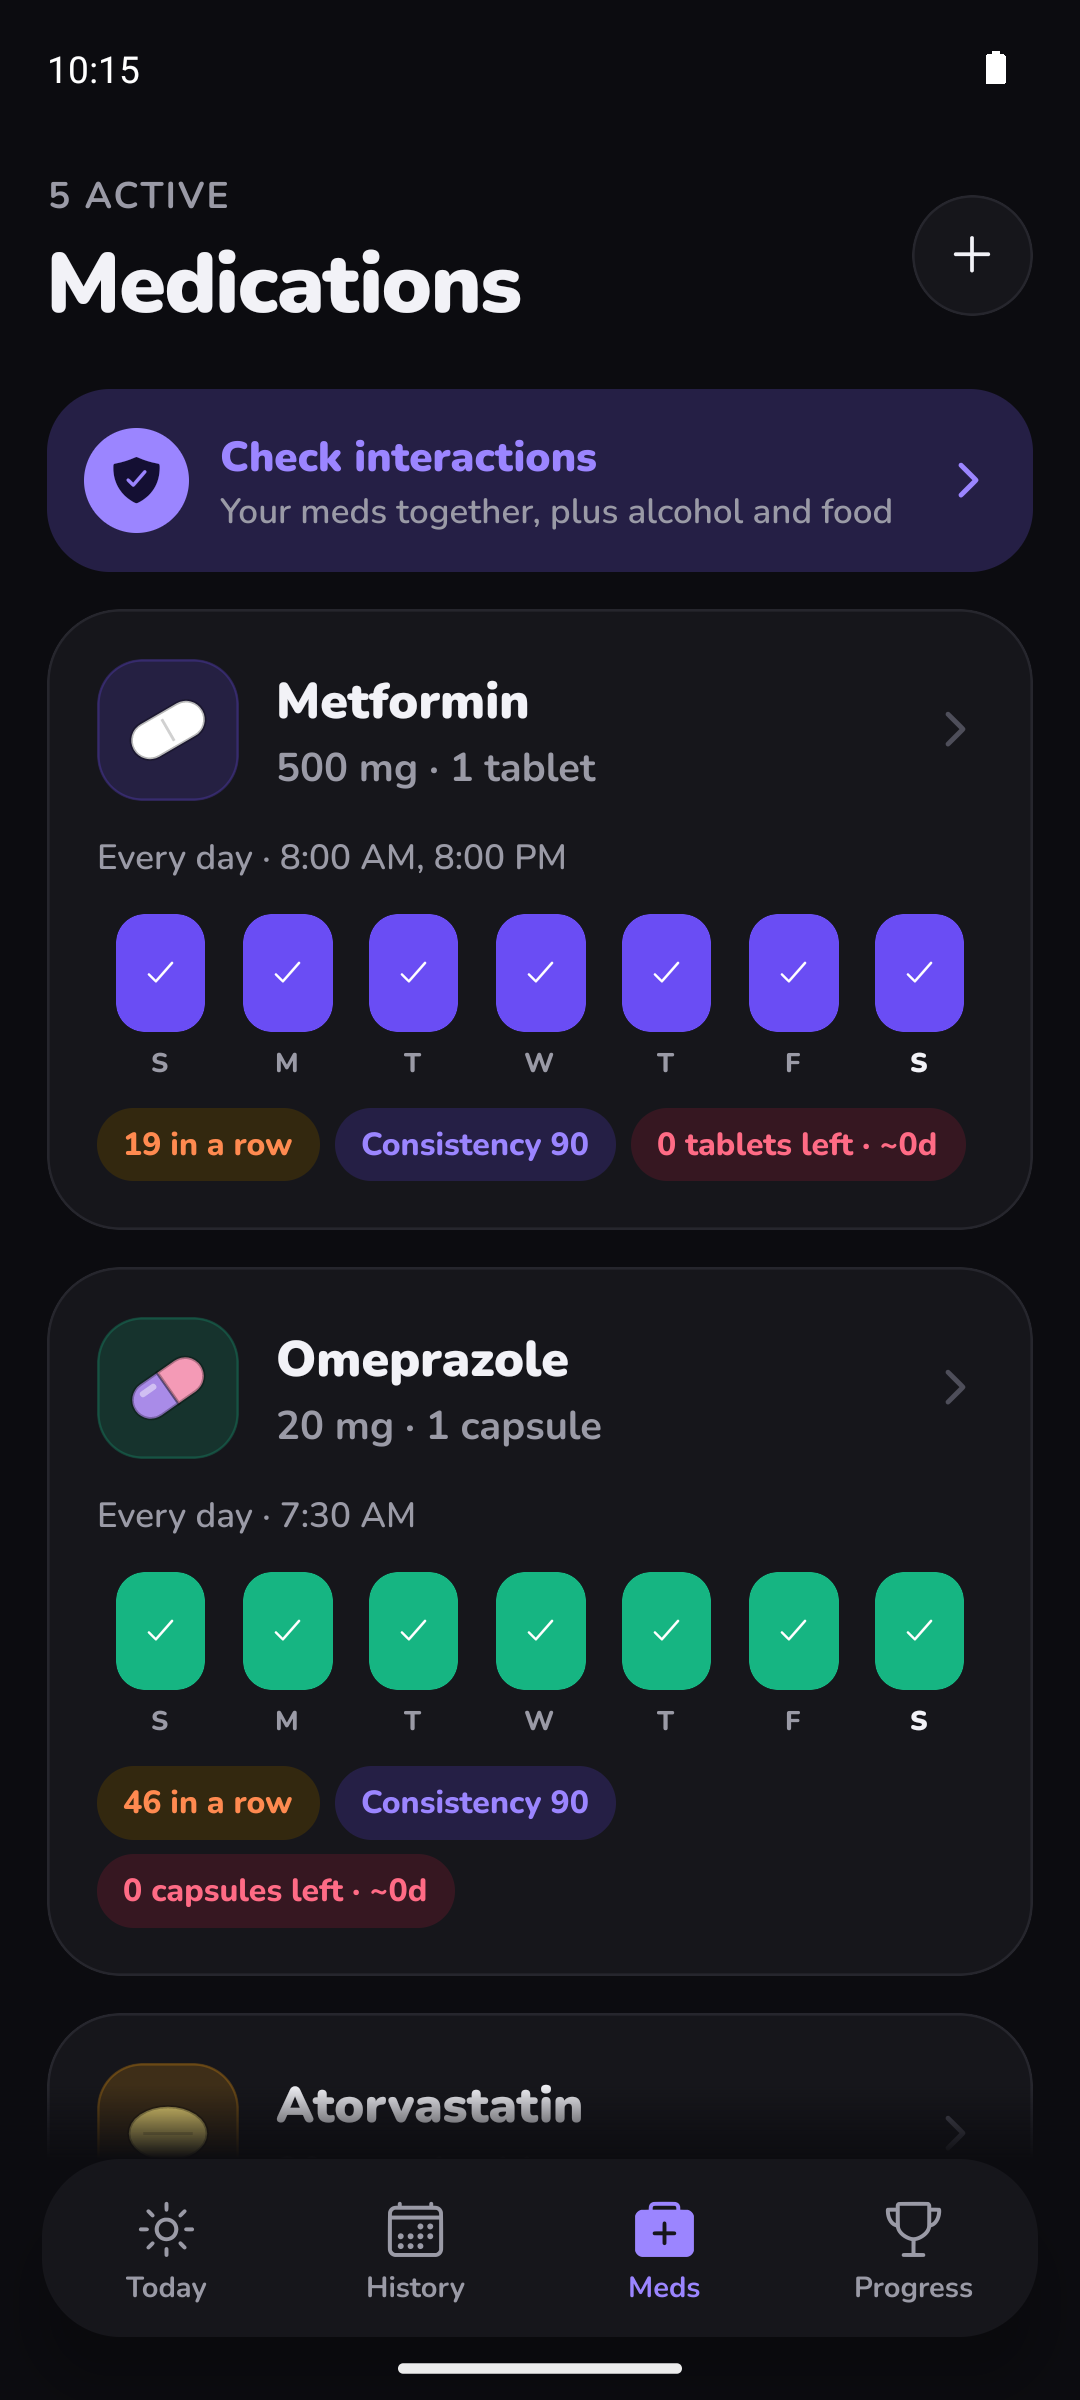 10:15
5 ACTIVE
Medications
Check interactions
Your meds together, plus alcohol and food
Metformin
500 mg · 1 tablet
Every day · 8:00 AM, 8:00 PM
S M T W T F S
19 in a row Consistency 90 0 tablets left · ~0d
Omeprazole
20 mg · 1 capsule
Every day · 7:30 AM
S M T W T F S
46 in a row Consistency 90
0 capsules left · ~0d
Atorvastatin
Today History Meds Progress